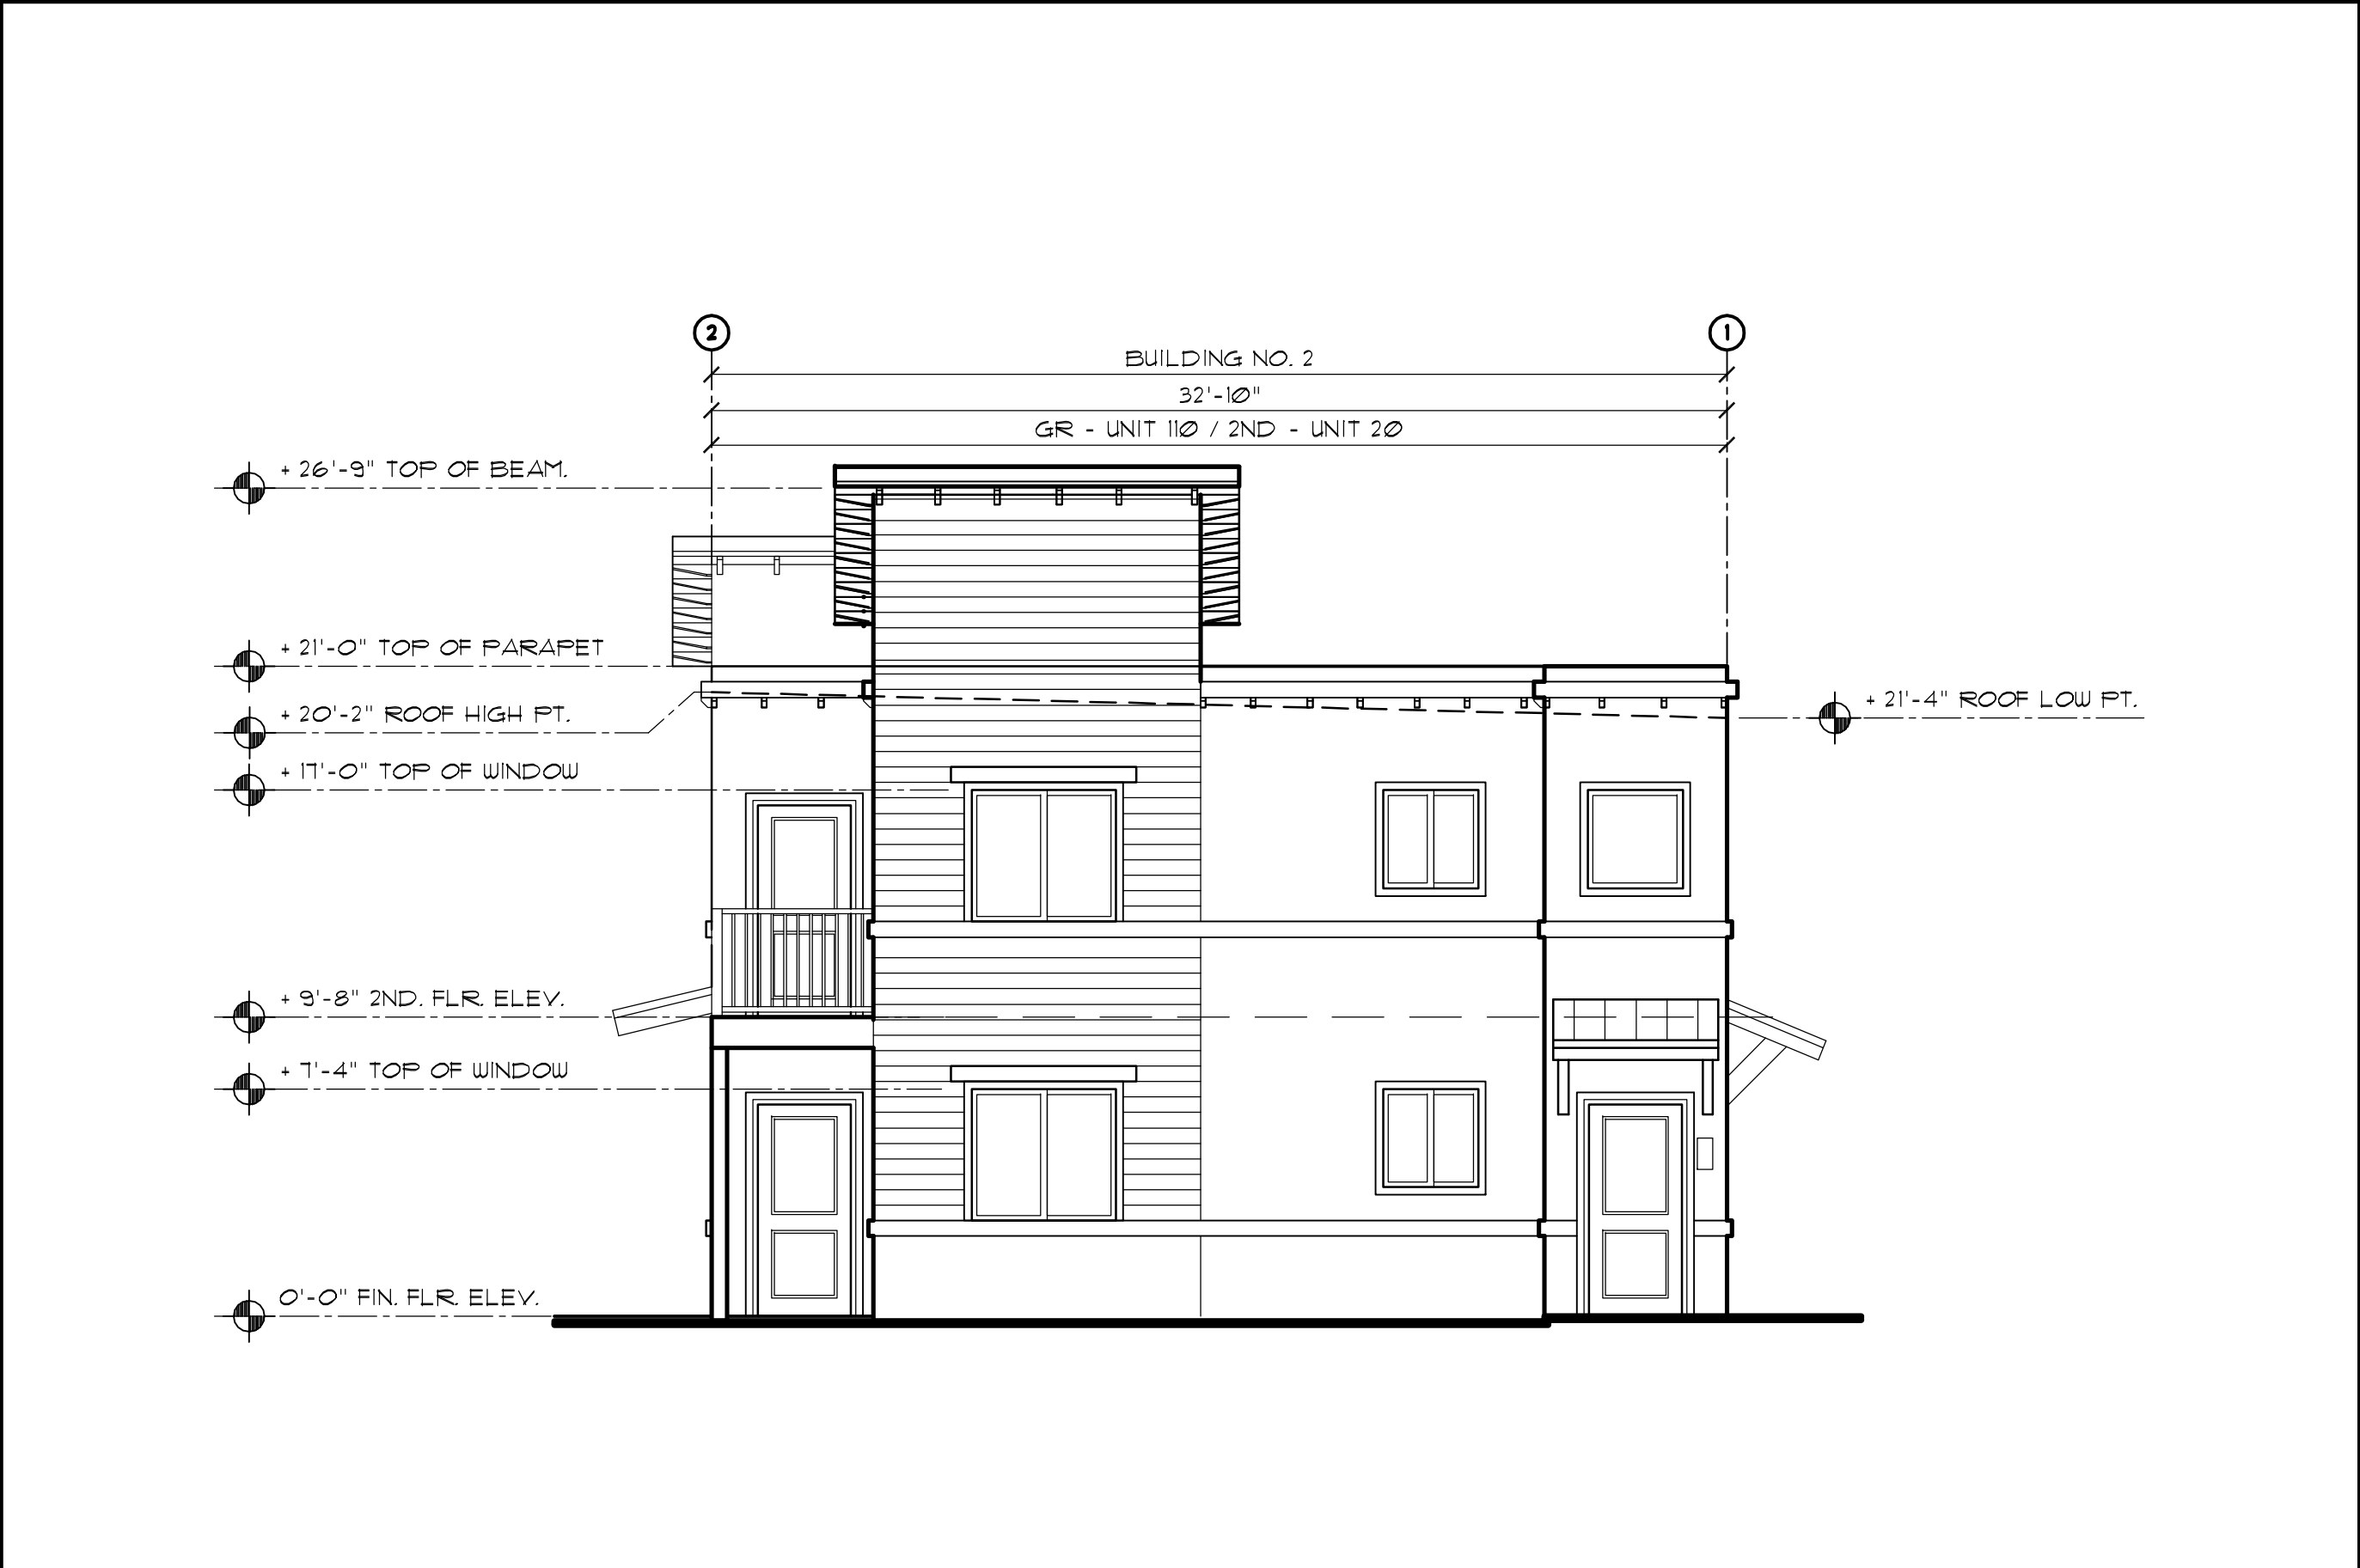 2
1
BUILDING NO. 2
32'-10"
GR - UNIT 110 / 2ND - UNIT 20
+ 26'-9" TOP OF BEAM.
+ 21'-0" TOP OF PARAPET
+ 21'-4" ROOF LOW PT.
+ 20'-2" ROOF HIGH PT.
+ 17'-0" TOP OF WINDOW
+ 9'-8" 2ND. FLR. ELEV.
+ 7'-4" TOP OF WINDOW
0'-0" FIN. FLR. ELEV.